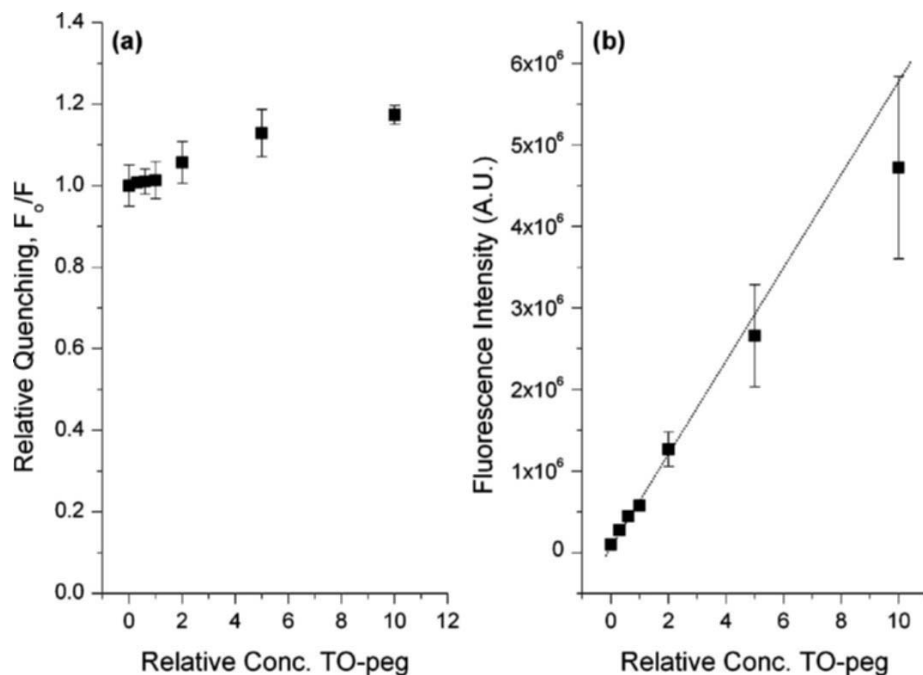 (a)
Relative Quenching, Fo/F
1.4
1.2
1.0
0.8
0.6
0.4
0.2
0.0
0 2 4 6 8 10 12
Relative Conc. TO-peg
(b)
Fluorescence Intensity (A.U.)
6x10⁶
5x10⁶
4x10⁶
3x10⁶
2x10⁶
1x10⁶
0
0 2 4 6 8 10
Relative Conc. TO-peg